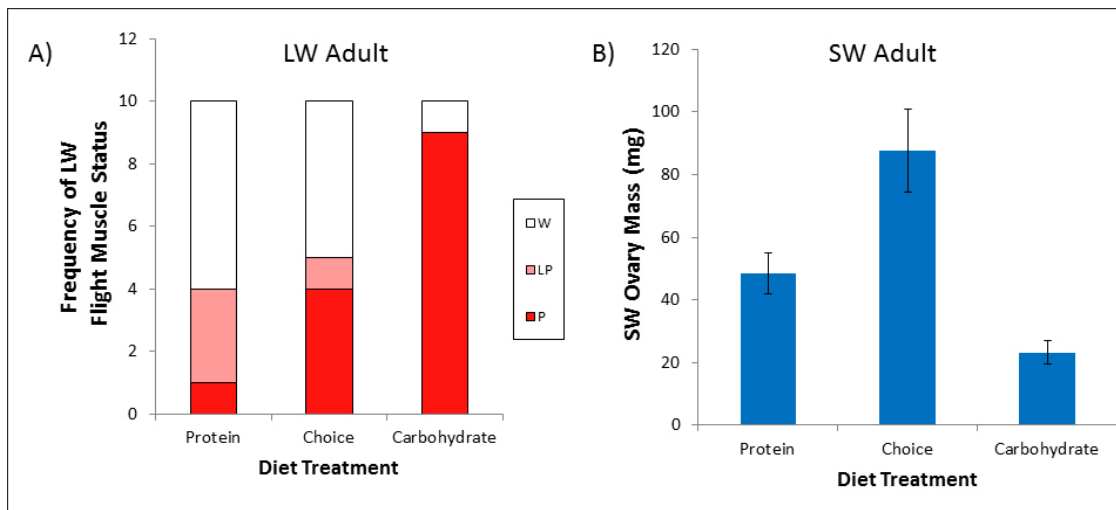 A)
LW Adult
Frequency of LW
Flight Muscle Status
12
10
8
6
4
2
0
Protein
Choice
Carbohydrate
Diet Treatment
W
LP
P
B)
SW Adult
SW Ovary Mass (mg)
120
100
80
60
40
20
0
Protein
Choice
Carbohydrate
Diet Treatment